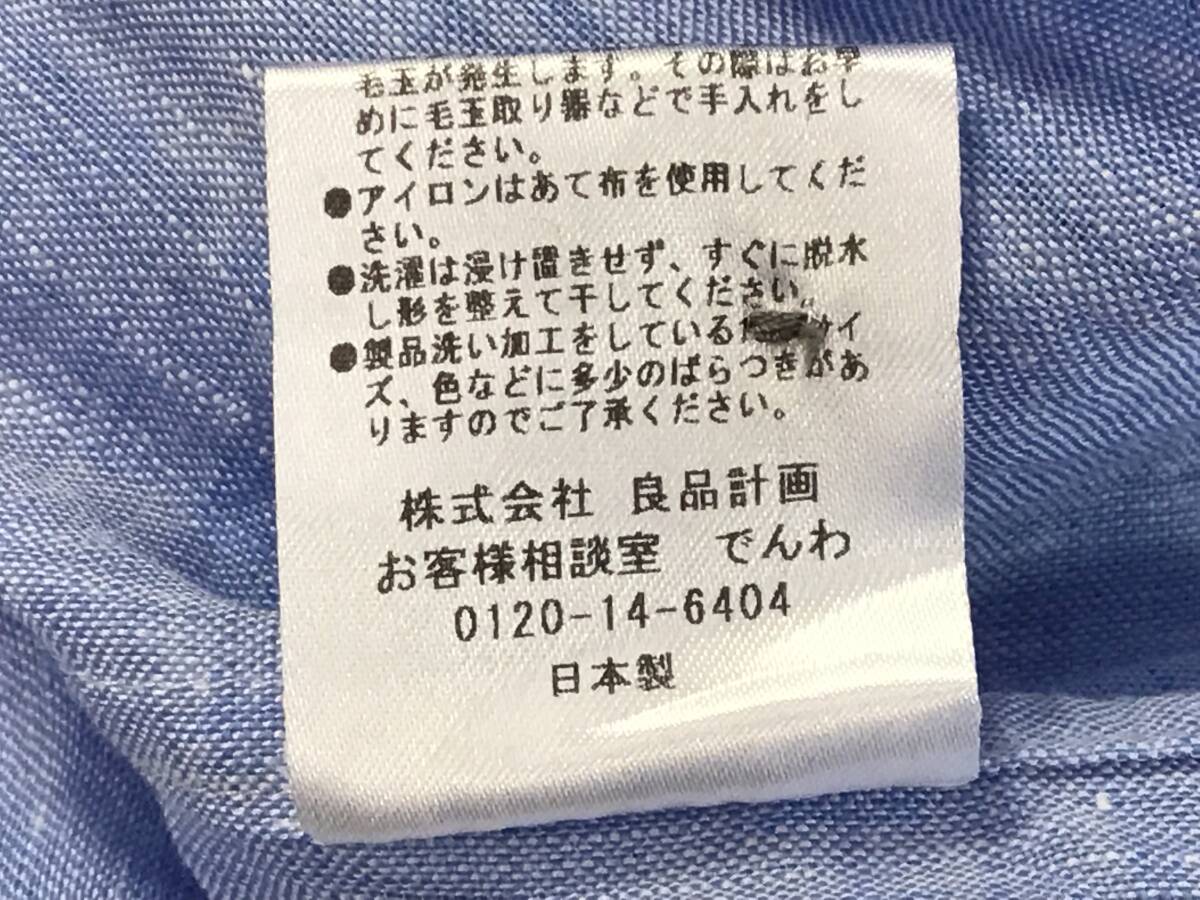 毛玉が発生します。その際はお早
めに毛玉取り器などで手入れをし
てください。
●アイロンはあて布を使用してくだ
さい。
●洗濯は浸け置きせず、すぐに脱水
し形を整えて干してください。
●製品洗い加工をしている サイ
ズ、色などに多少のばらつきがあ
りますのでご了承ください。
株式会社 良品計画
お客様相談室 でんわ
0120-14-6404
日本製